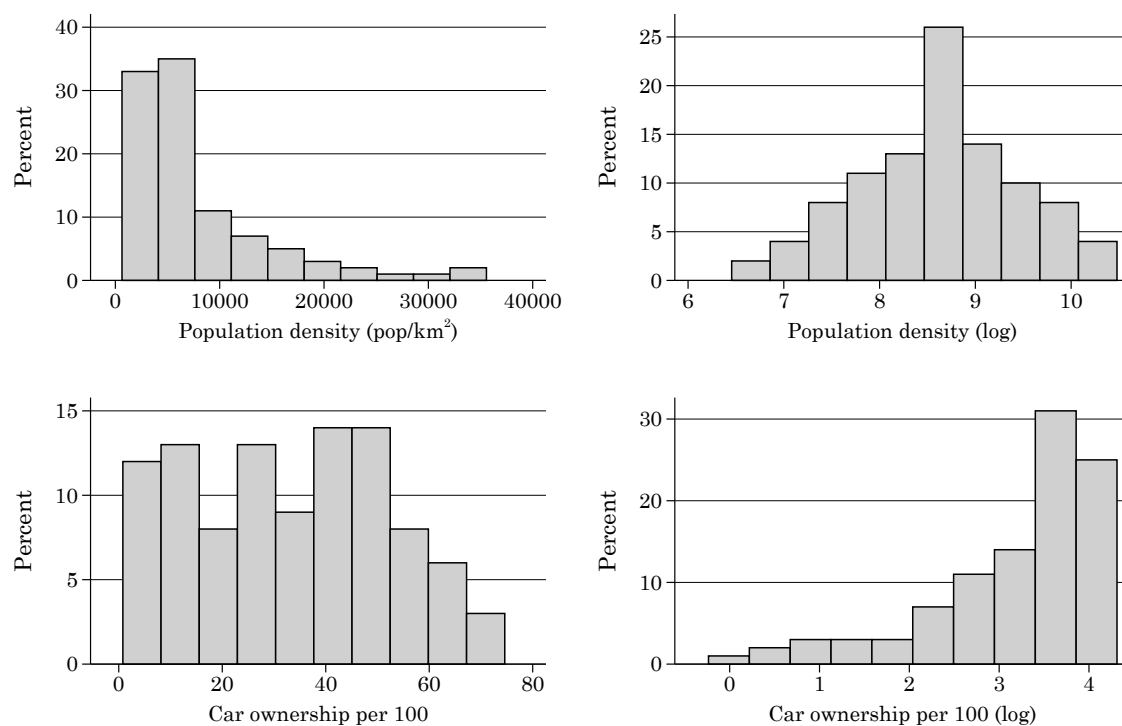 40
30
20
10
0
Percent
0 10000 20000 30000 40000
Population density (pop/km²)
25
20
15
10
5
0
Percent
6 7 8 9 10
Population density (log)
15
10
5
0
Percent
0 20 40 60 80
Car ownership per 100
30
20
10
0
Percent
0 1 2 3 4
Car ownership per 100 (log)